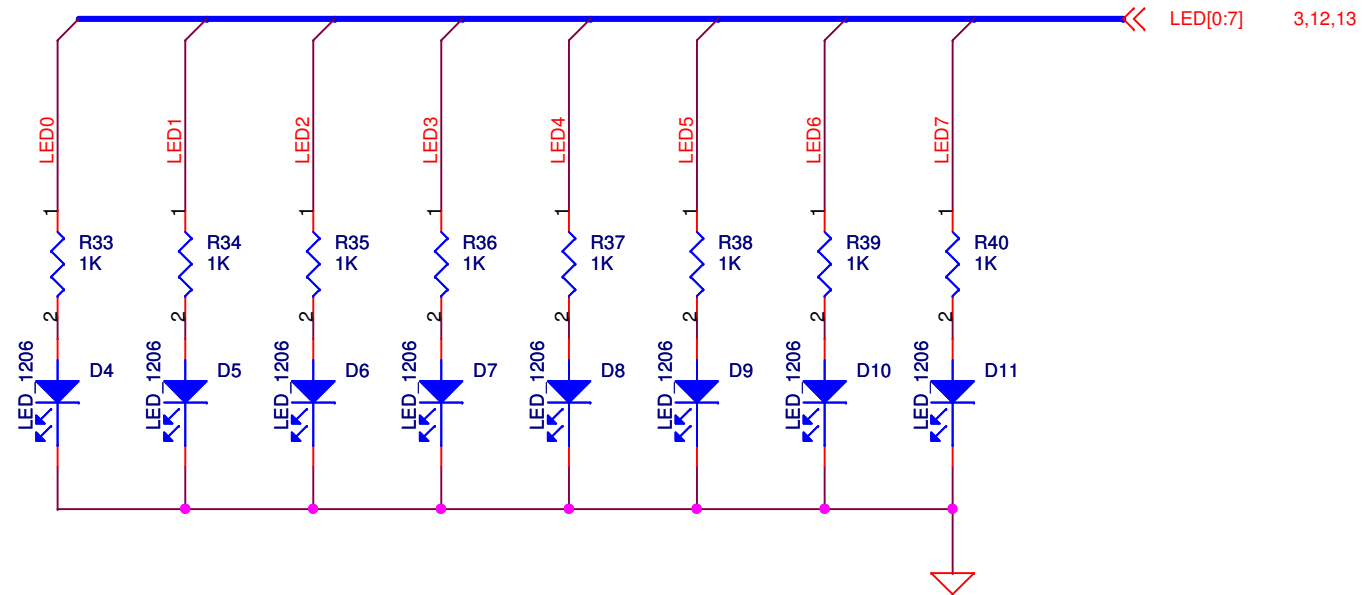 LED[0:7] 3,12,13
LED0
LED1
LED2
LED3
LED4
LED5
LED6
LED7
1
1
1
1
1
1
1
1
R33
1K
R34
1K
R35
1K
R36
1K
R37
1K
R38
1K
R39
1K
R40
1K
2
2
2
2
2
2
2
2
LED_1206
D4
LED_1206
D5
LED_1206
D6
LED_1206
D7
LED_1206
D8
LED_1206
D9
LED_1206
D10
LED_1206
D11